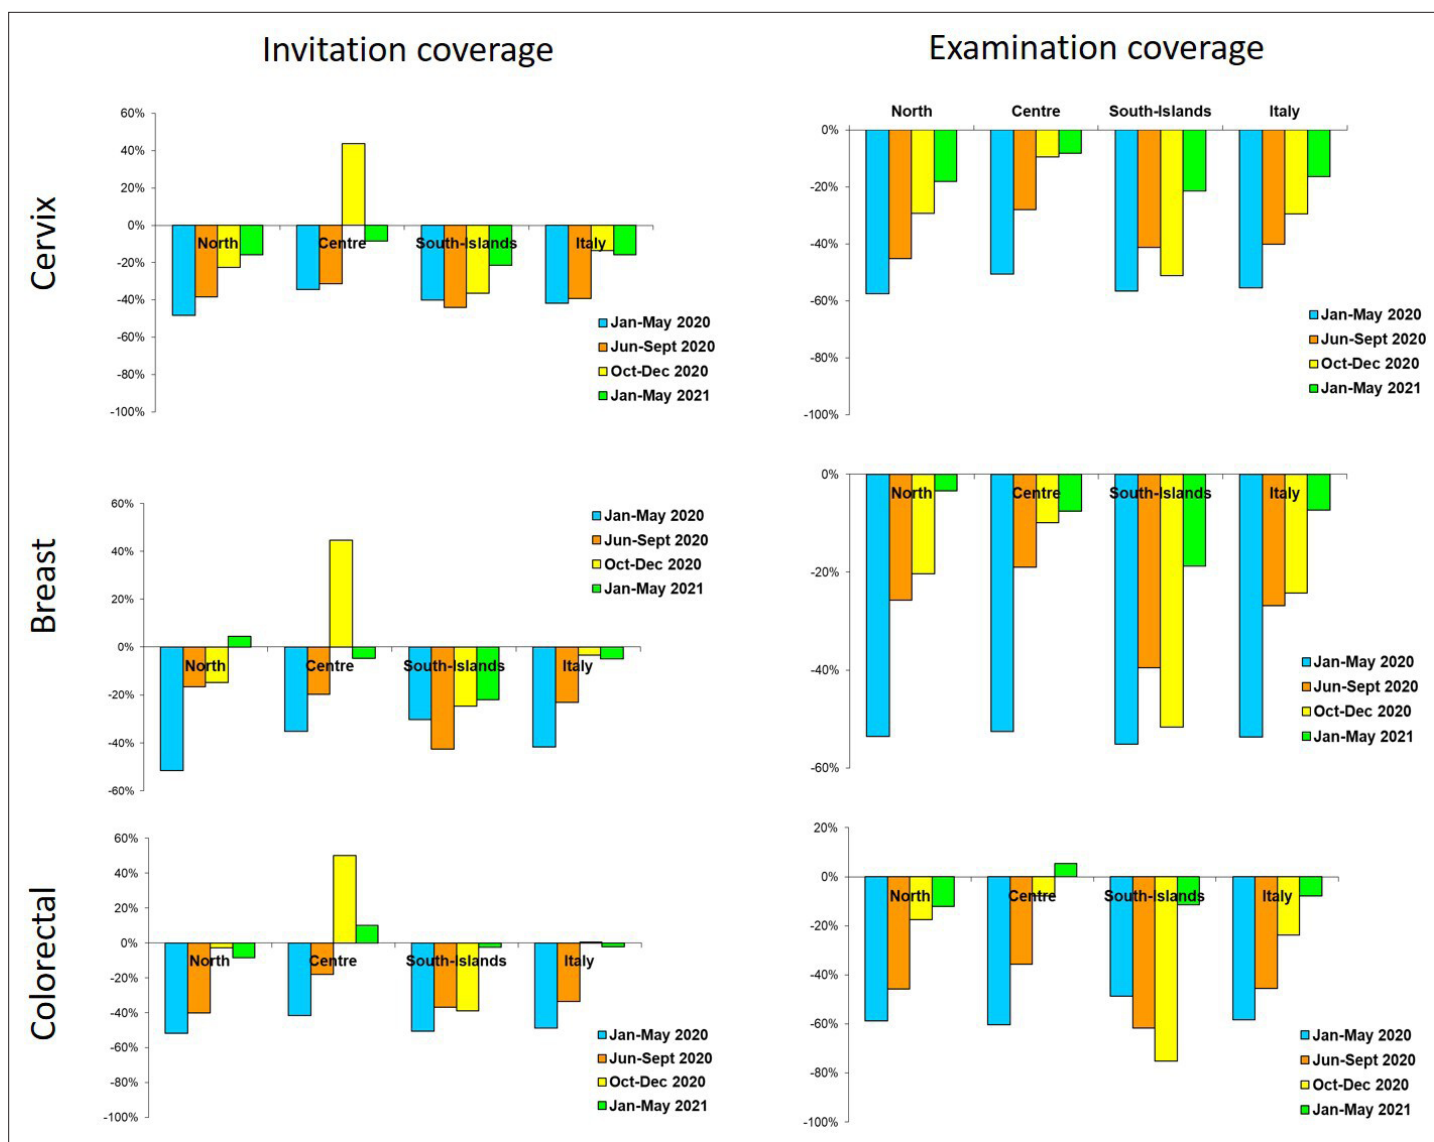 Invitation coverage
Examination coverage
Cervix
60%
40%
20%
0%
-20%
-40%
-60%
-80%
-100%
North
Centre
South-Islands
Italy
Jan-May 2020
Jun-Sept 2020
Oct-Dec 2020
Jan-May 2021
North
Centre
South-Islands
Italy
0%
-20%
-40%
-60%
-80%
-100%
Jan-May 2020
Jun-Sept 2020
Oct-Dec 2020
Jan-May 2021
Breast
60%
40%
20%
0%
-20%
-40%
-60%
Jan-May 2020
Jun-Sept 2020
Oct-Dec 2020
Jan-May 2021
North
Centre
South-Islands
Italy
0%
-20%
-40%
-60%
North
Centre
South-Islands
Italy
Jan-May 2020
Jun-Sept 2020
Oct-Dec 2020
Jan-May 2021
Colorectal
60%
40%
20%
0%
-20%
-40%
-60%
-80%
-100%
North
Centre
South-Islands
Italy
Jan-May 2020
Jun-Sept 2020
Oct-Dec 2020
Jan-May 2021
20%
0%
-20%
-40%
-60%
-80%
-100%
North
Centre
South-Islands
Italy
Jan-May 2020
Jun-Sept 2020
Oct-Dec 2020
Jan-May 2021